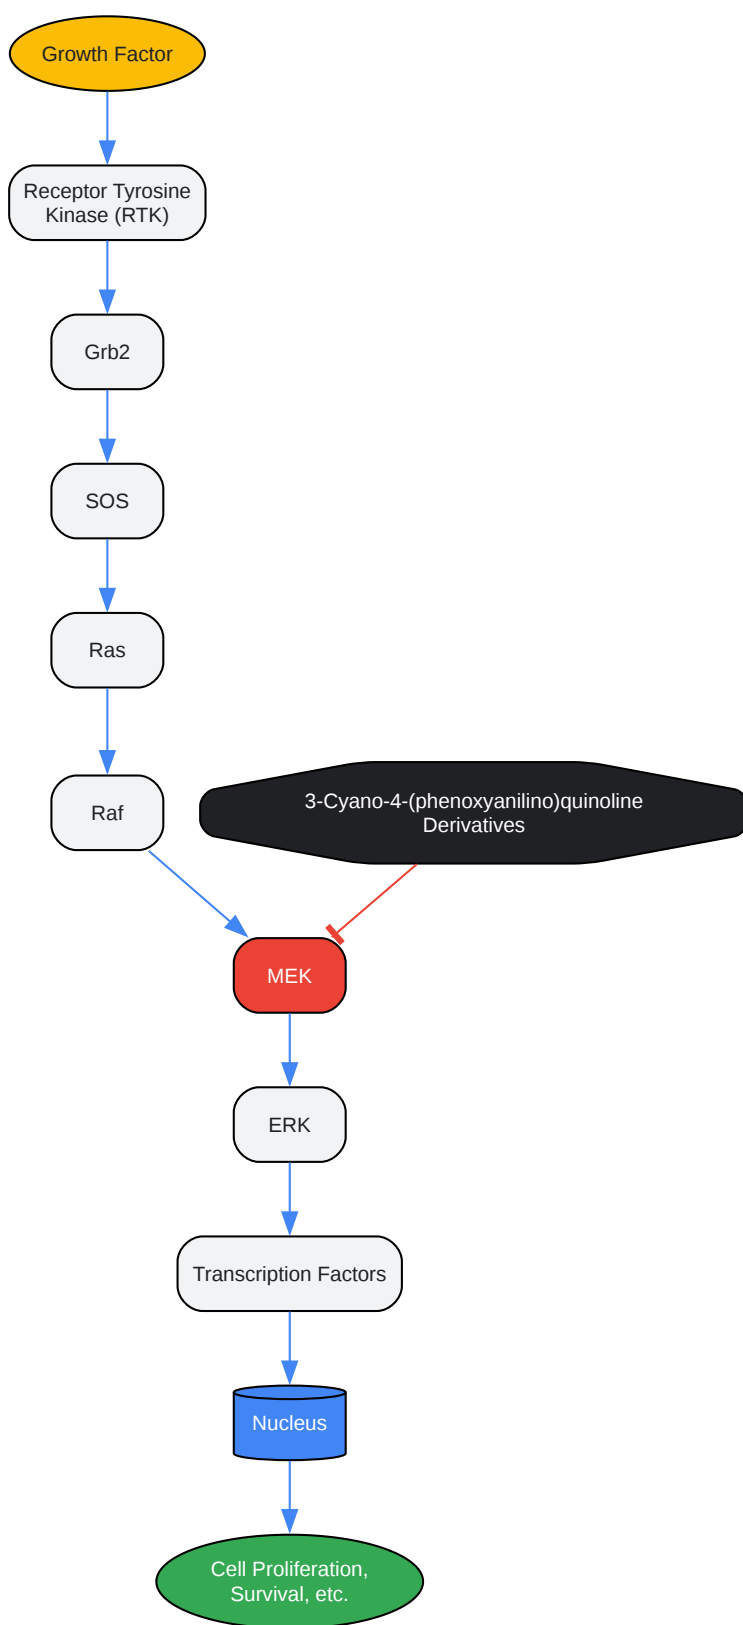 Growth Factor
Receptor Tyrosine
Kinase (RTK)
Grb2
SOS
Ras
Raf
3-Cyano-4-(phenoxyanilino)quinoline
Derivatives
MEK
ERK
Transcription Factors
Nucleus
Cell Proliferation,
Survival, etc.